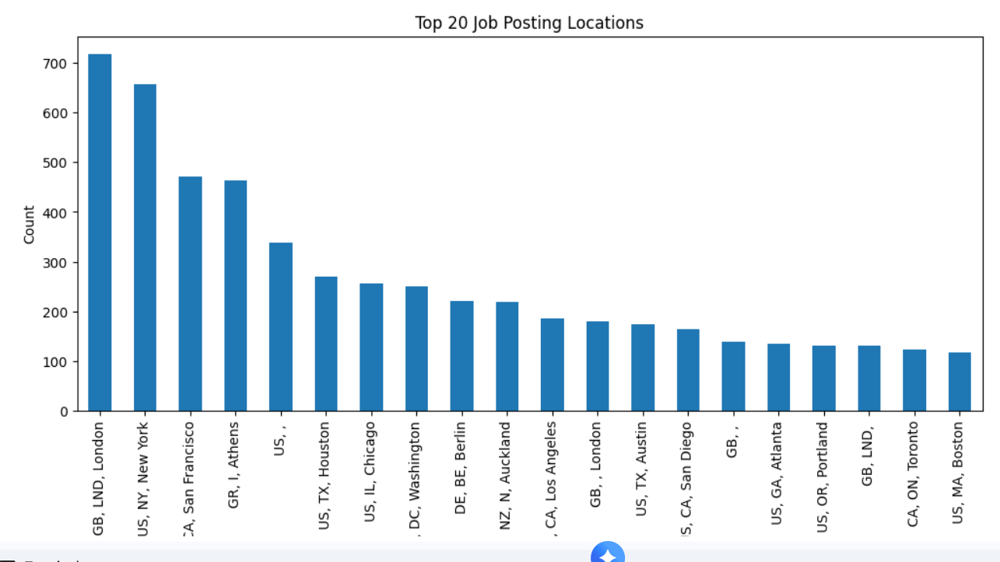 Top 20 Job Posting Locations
Count
700
600
500
400
300
200
100
0
GB, LND, London
US, NY, New York
CA, San Francisco
GR, I, Athens
US, ,
US, TX, Houston
US, IL, Chicago
, DC, Washington
DE, BE, Berlin
NZ, N, Auckland
, CA, Los Angeles
GB, , London
US, TX, Austin
S, CA, San Diego
GB, ,
US, GA, Atlanta
US, OR, Portland
GB, LND,
CA, ON, Toronto
US, MA, Boston